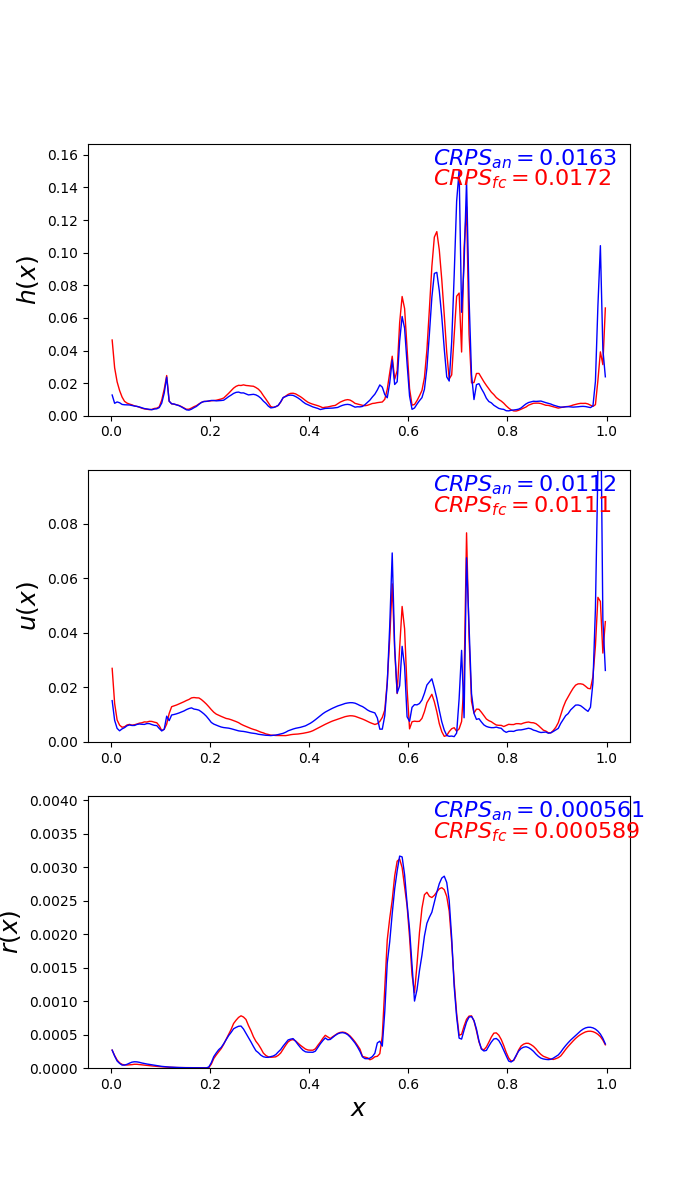 0.16
0.14
0.12
0.10
0.08
0.06
0.04
0.02
0.00
h(x)
CRPS_an = 0.0163
CRPS_fc = 0.0172
0.0 0.2 0.4 0.6 0.8 1.0
0.08
0.06
0.04
0.02
0.00
u(x)
CRPS_an = 0.0112
CRPS_fc = 0.0111
0.0 0.2 0.4 0.6 0.8 1.0
0.0040
0.0035
0.0030
0.0025
0.0020
0.0015
0.0010
0.0005
0.0000
r(x)
CRPS_an = 0.000561
CRPS_fc = 0.000589
0.0 0.2 0.4 0.6 0.8 1.0
x